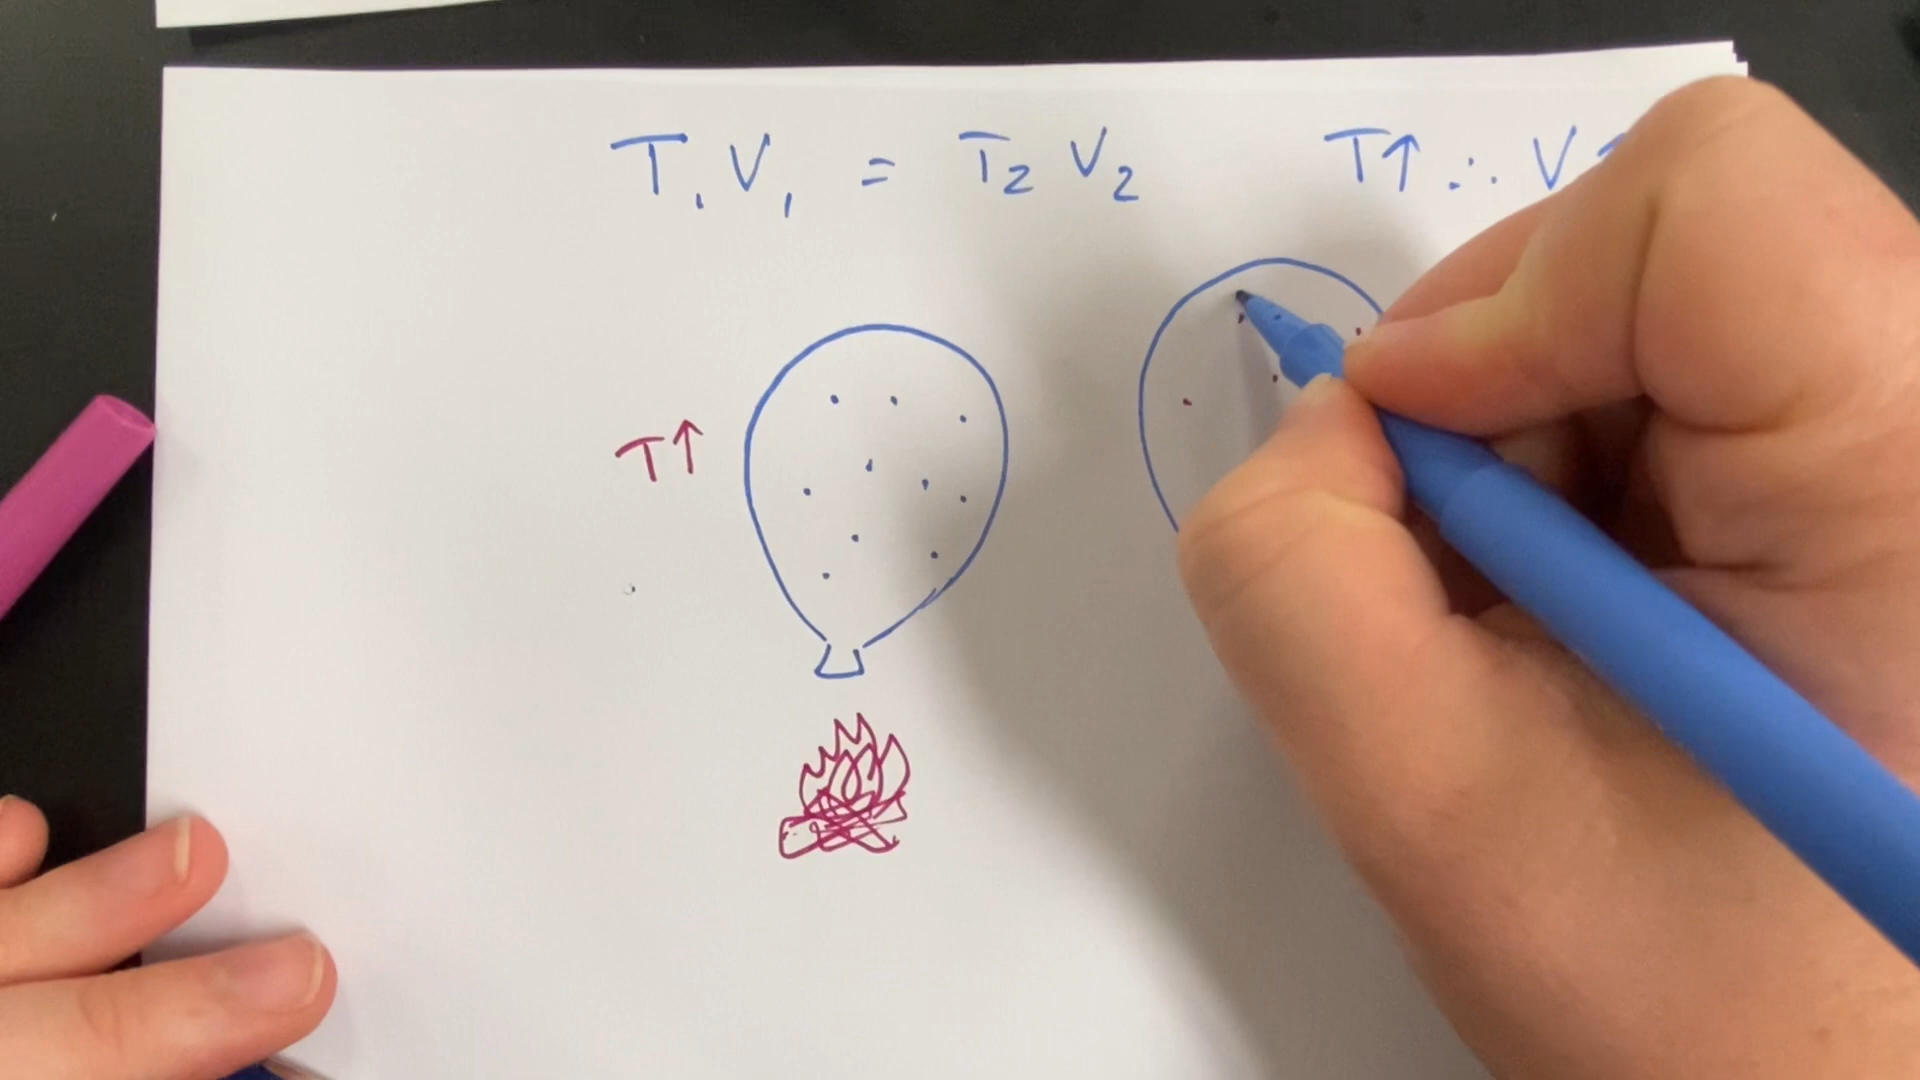 T₁V₁ = T₂V₂ T↑ ∴ V↑
T↑